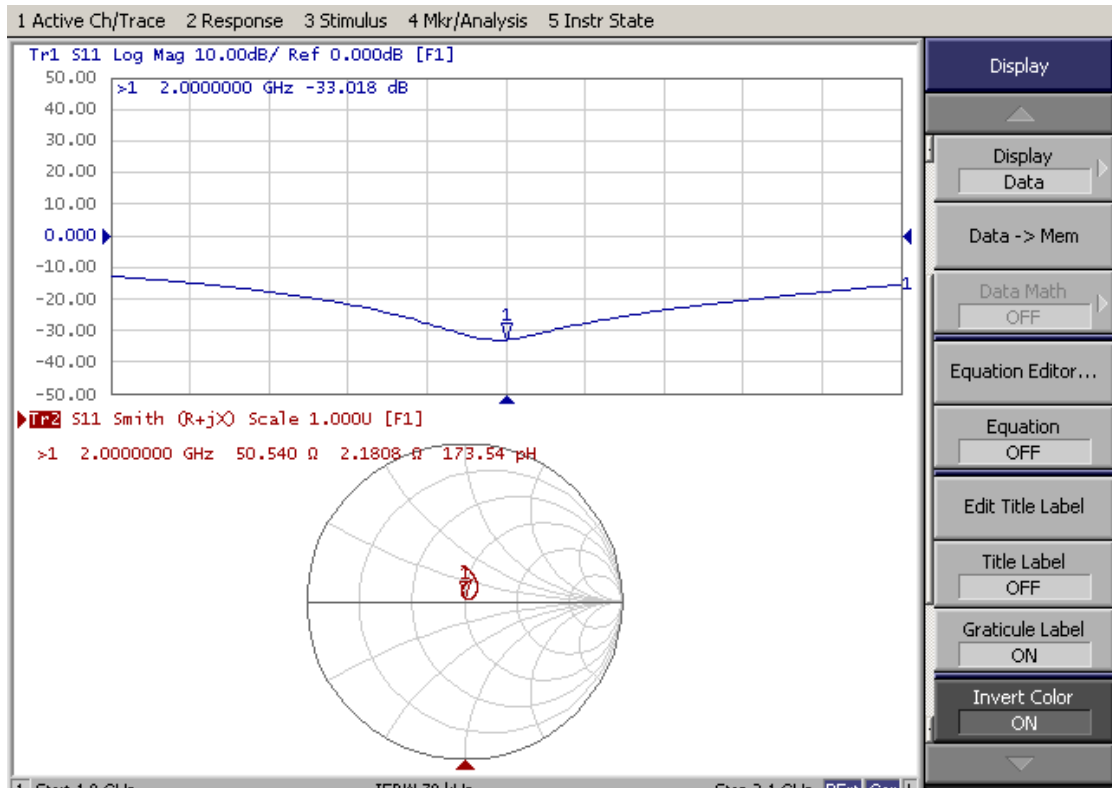 1 Active Ch/Trace 2 Response 3 Stimulus 4 Mkr/Analysis 5 Instr State
Tr1 S11 Log Mag 10.00dB/ Ref 0.000dB [F1]
50.00
>1 2.0000000 GHz -33.018 dB
40.00
30.00
20.00
10.00
0.000
-10.00
-20.00
-30.00
-40.00
-50.00
1
1
Tr2 S11 Smith (R+jX) Scale 1.000U [F1]
>1 2.0000000 GHz 50.540 Ω 2.1808 Ω 173.54 pH
1
Display
Display
Data
Data -> Mem
Data Math
OFF
Equation Editor...
Equation
OFF
Edit Title Label
Title Label
OFF
Graticule Label
ON
Invert Color
ON